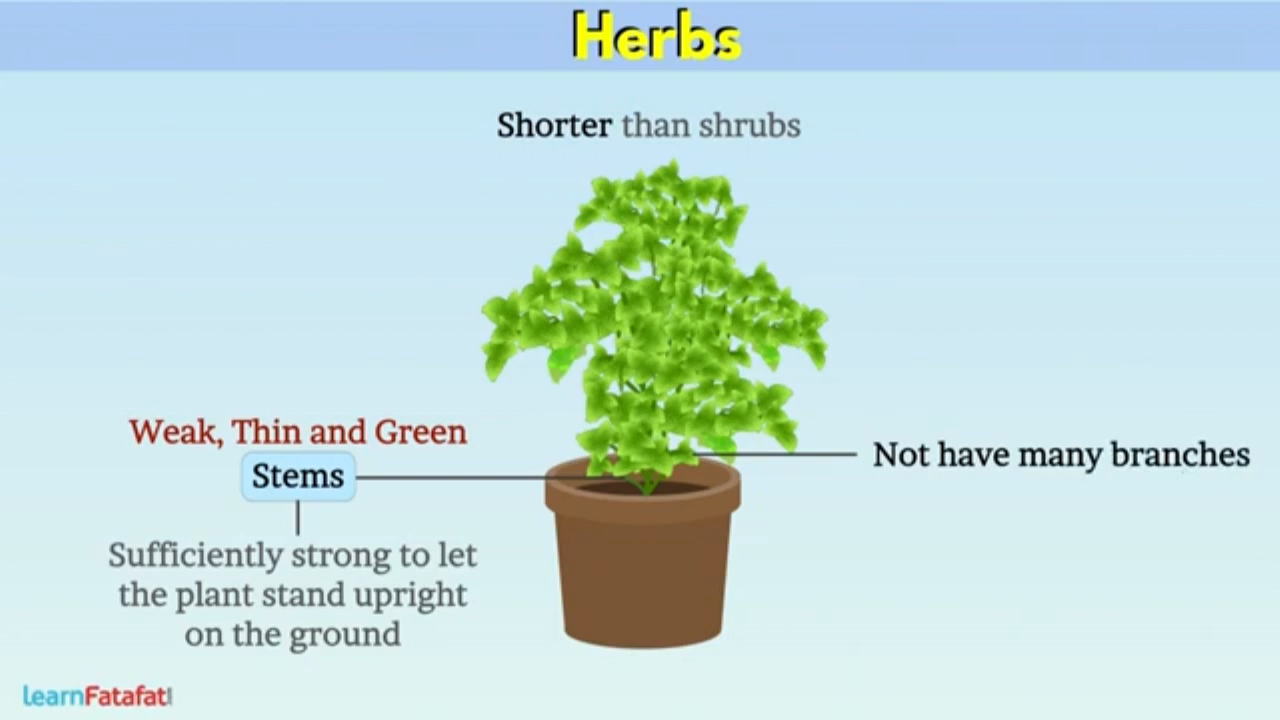 Herbs
Shorter than shrubs
Weak, Thin and Green
Stems
Not have many branches
Sufficiently strong to let
the plant stand upright
on the ground
learnFatafat